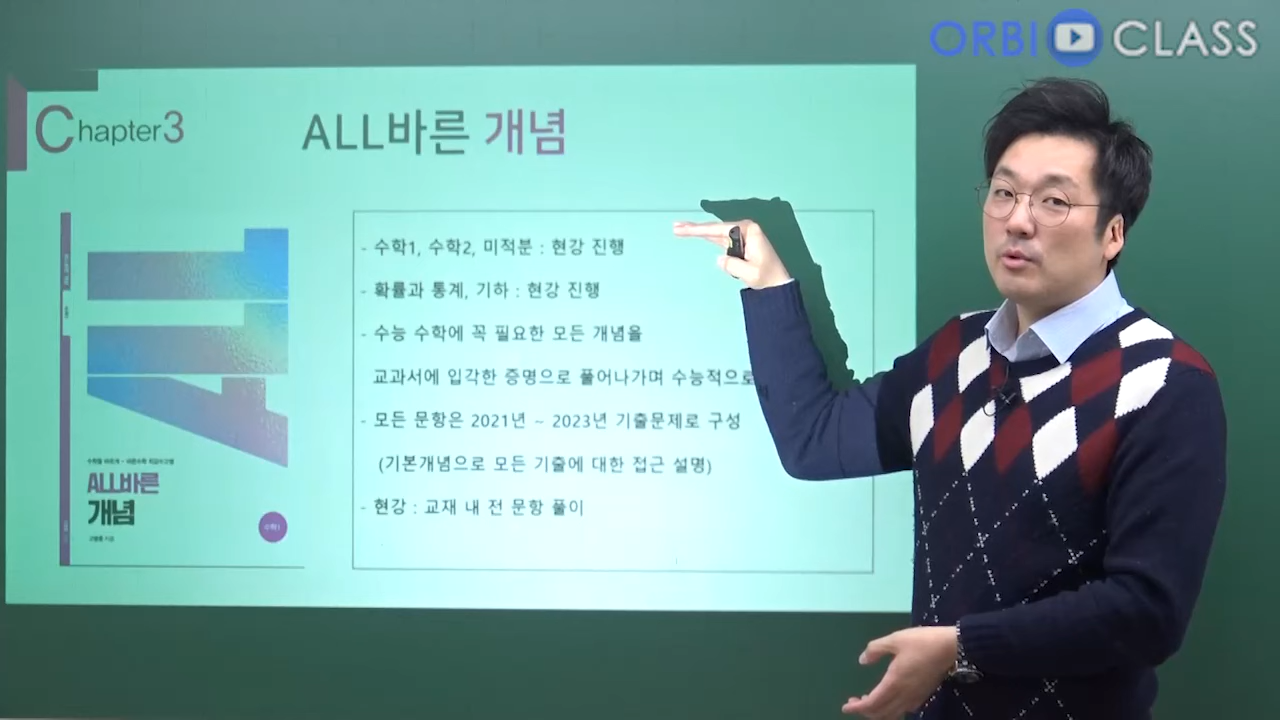 ORBI CLASS
Chapter3
ALL바른 개념
- 수학1, 수학2, 미적분 : 현강 진행
- 확률과 통계, 기하 : 현강 진행
- 수능 수학에 꼭 필요한 모든 개념을
교과서에 입각한 증명으로 풀어나가며 수능적으로
- 모든 문항은 2021년 ~ 2023년 기출문제로 구성
(기본개념으로 모든 기출에 대한 접근 설명)
- 현강 : 교재 내 전 문항 풀이
ALL
ALL바른
개념
수학1